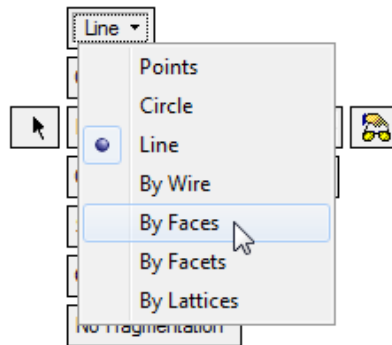 Line
Points
Circle
Line
By Wire
By Faces
By Facets
By Lattices
No Fragmentation